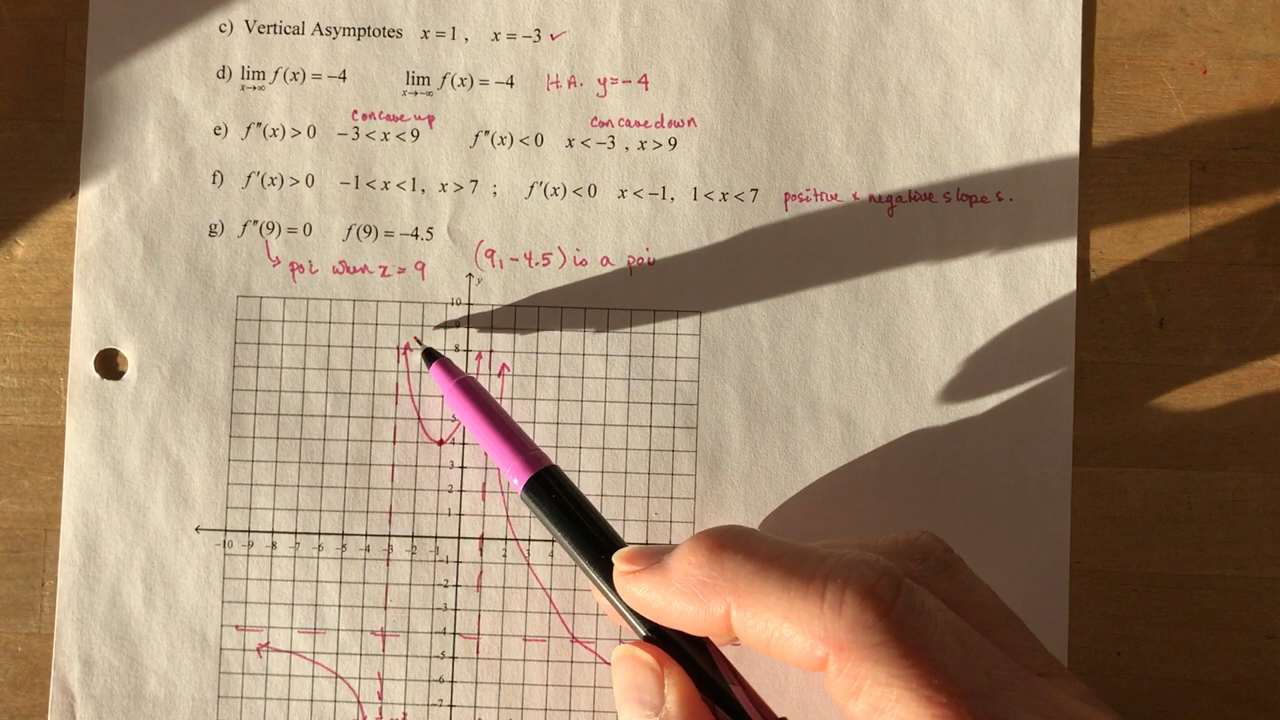 c) Vertical Asymptotes x = 1 , x = −3 ✓
d) lim x→∞ f(x) = −4 lim x→−∞ f(x) = −4 H.A. y=-4
concave up concave down
e) f″(x) > 0 −3 < x < 9 f″(x) < 0 x < −3 , x > 9
f) f′(x) > 0 −1 < x < 1, x > 7 ; f′(x) < 0 x < −1, 1 < x < 7 positive & negative slopes.
g) f″(9) = 0 f(9) = −4.5
↳ poi when x = 9 (9,-4.5) is a poi
y
10
9
8
5
4
3
2
1
-10 -9 -8 -7 -6 -5 -4 -3 -2 -1 2 4
-1
-2
-3
-4
-5
-6
-7